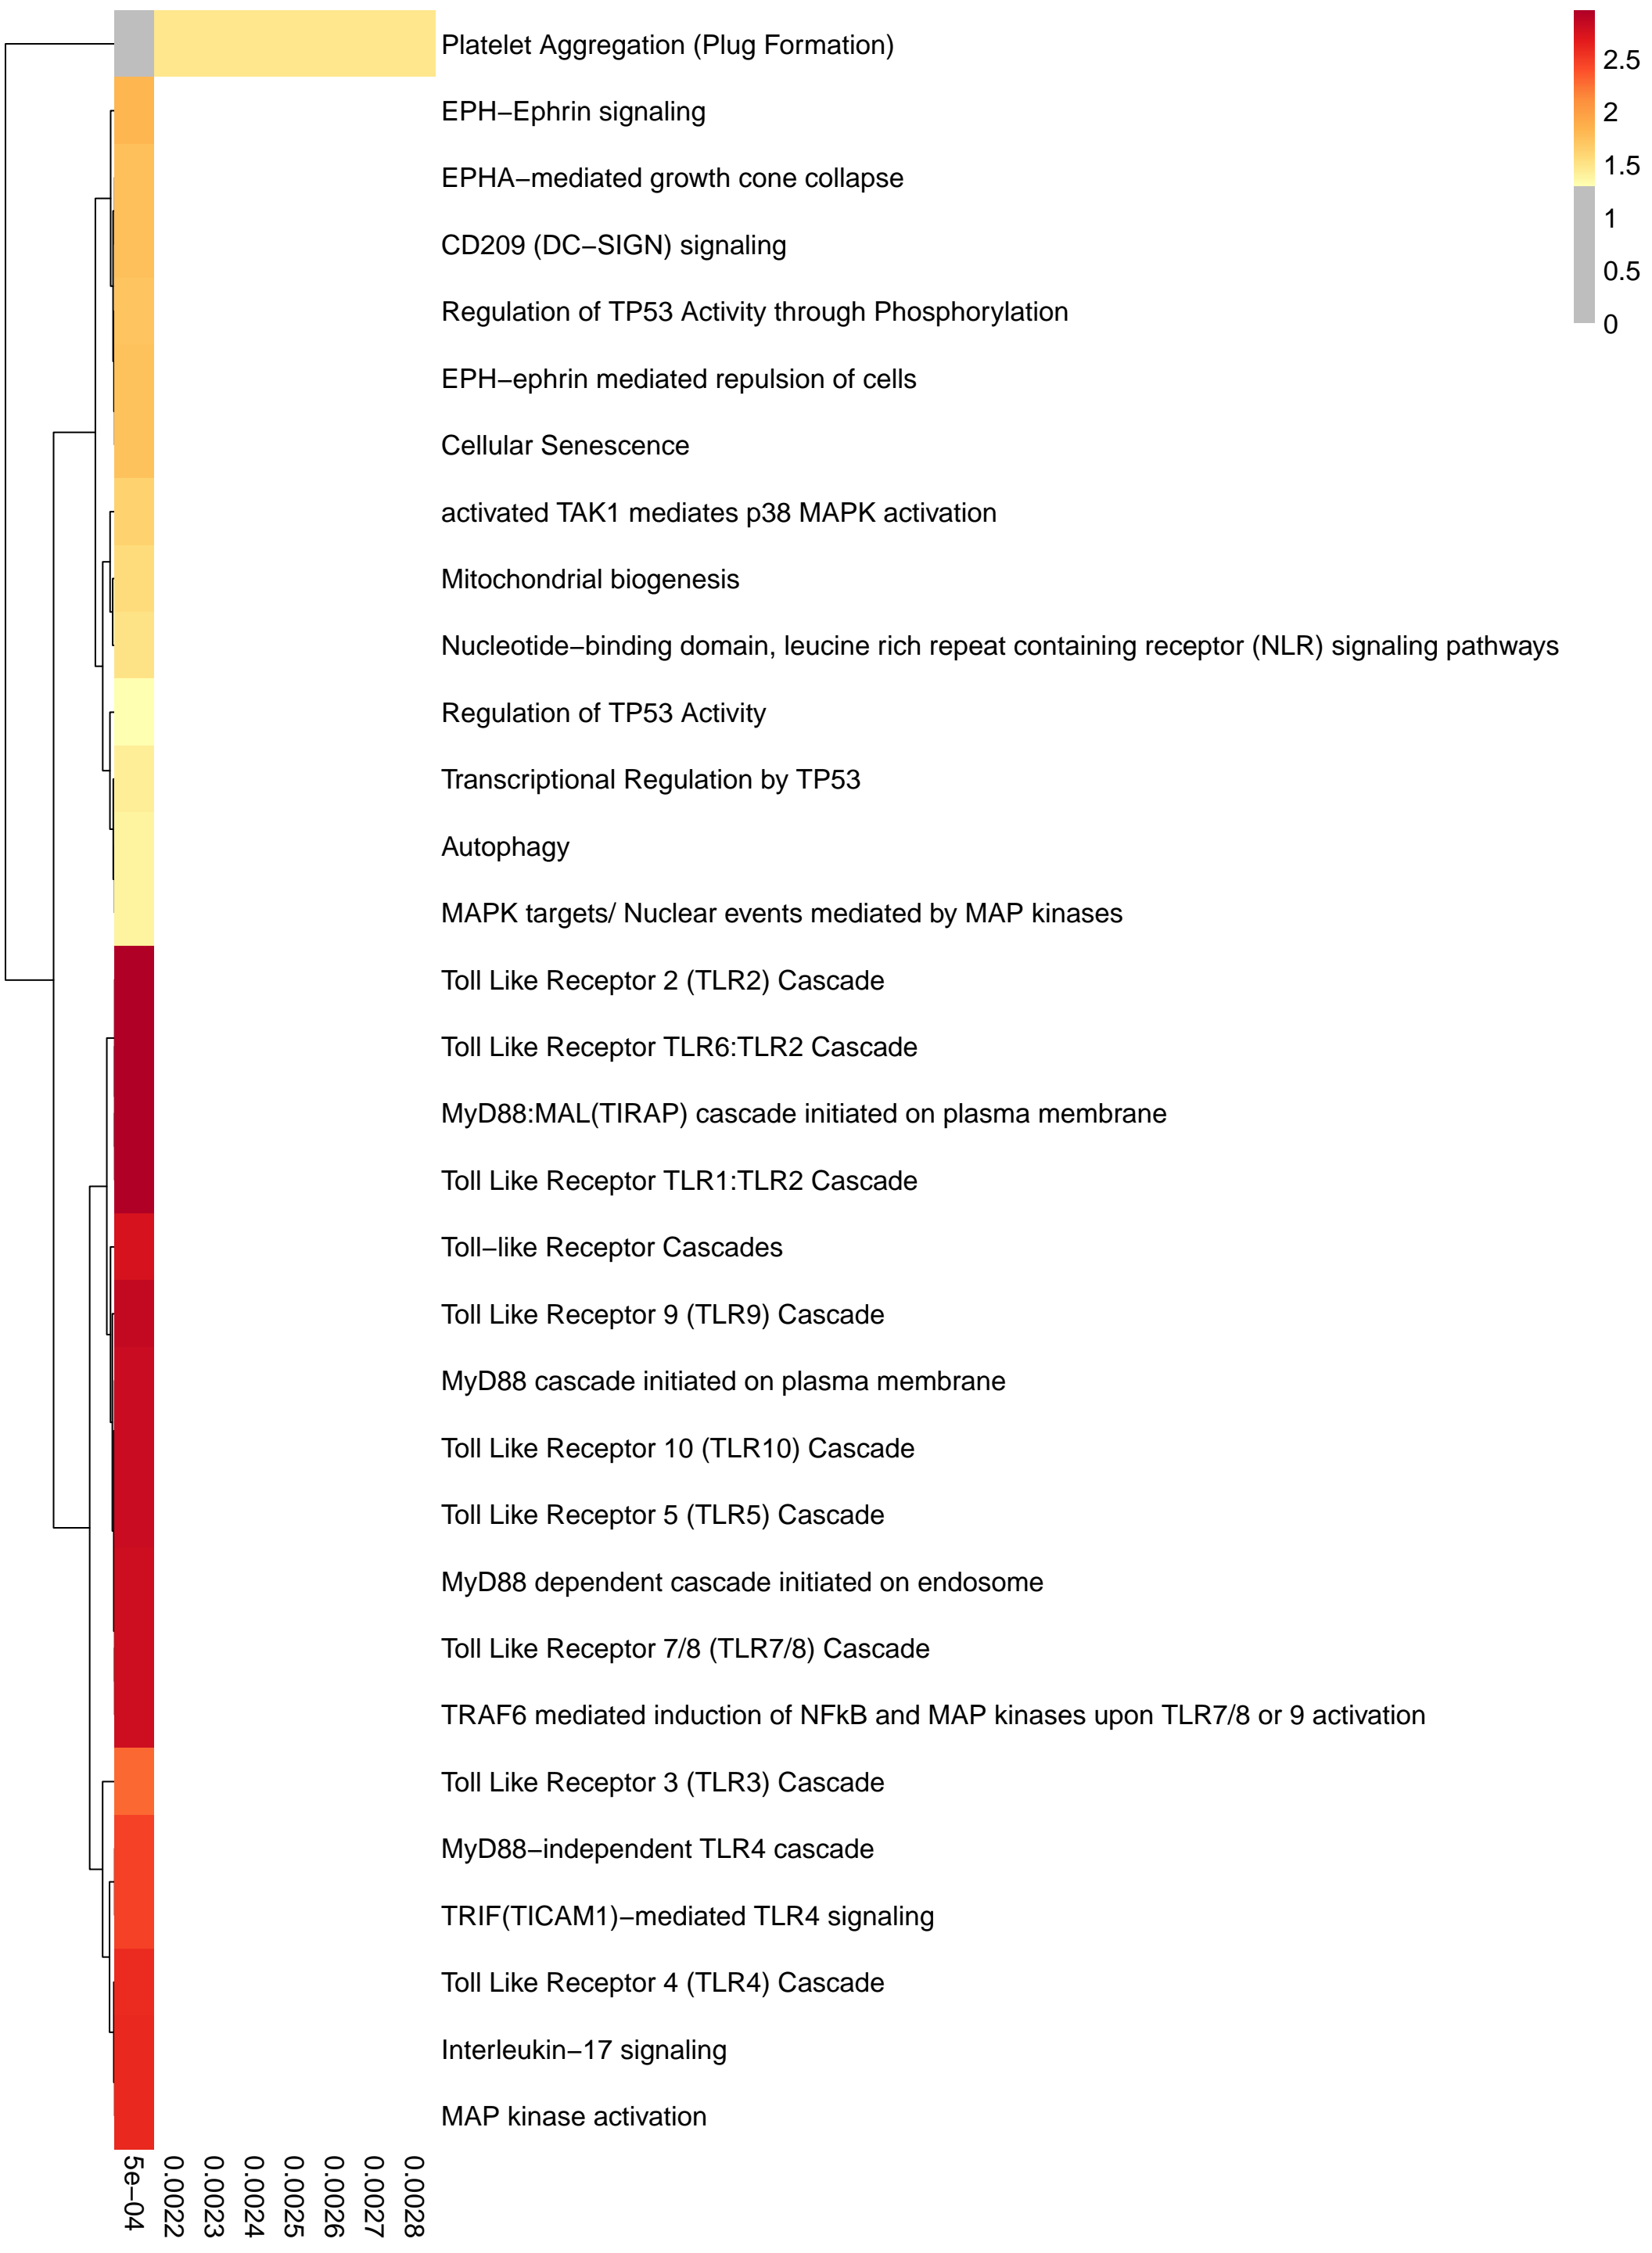 Platelet Aggregation (Plug Formation)
EPH−Ephrin signaling
EPHA−mediated growth cone collapse
CD209 (DC−SIGN) signaling
Regulation of TP53 Activity through Phosphorylation
EPH−ephrin mediated repulsion of cells
Cellular Senescence
activated TAK1 mediates p38 MAPK activation
Mitochondrial biogenesis
Nucleotide−binding domain, leucine rich repeat containing receptor (NLR) signaling pathways
Regulation of TP53 Activity
Transcriptional Regulation by TP53
Autophagy
MAPK targets/ Nuclear events mediated by MAP kinases
Toll Like Receptor 2 (TLR2) Cascade
Toll Like Receptor TLR6:TLR2 Cascade
MyD88:MAL(TIRAP) cascade initiated on plasma membrane
Toll Like Receptor TLR1:TLR2 Cascade
Toll−like Receptor Cascades
Toll Like Receptor 9 (TLR9) Cascade
MyD88 cascade initiated on plasma membrane
Toll Like Receptor 10 (TLR10) Cascade
Toll Like Receptor 5 (TLR5) Cascade
MyD88 dependent cascade initiated on endosome
Toll Like Receptor 7/8 (TLR7/8) Cascade
TRAF6 mediated induction of NFkB and MAP kinases upon TLR7/8 or 9 activation
Toll Like Receptor 3 (TLR3) Cascade
MyD88−independent TLR4 cascade
TRIF(TICAM1)−mediated TLR4 signaling
Toll Like Receptor 4 (TLR4) Cascade
Interleukin−17 signaling
MAP kinase activation
5e−04
0.0022
0.0023
0.0024
0.0025
0.0026
0.0027
0.0028
2.5
2
1.5
1
0.5
0